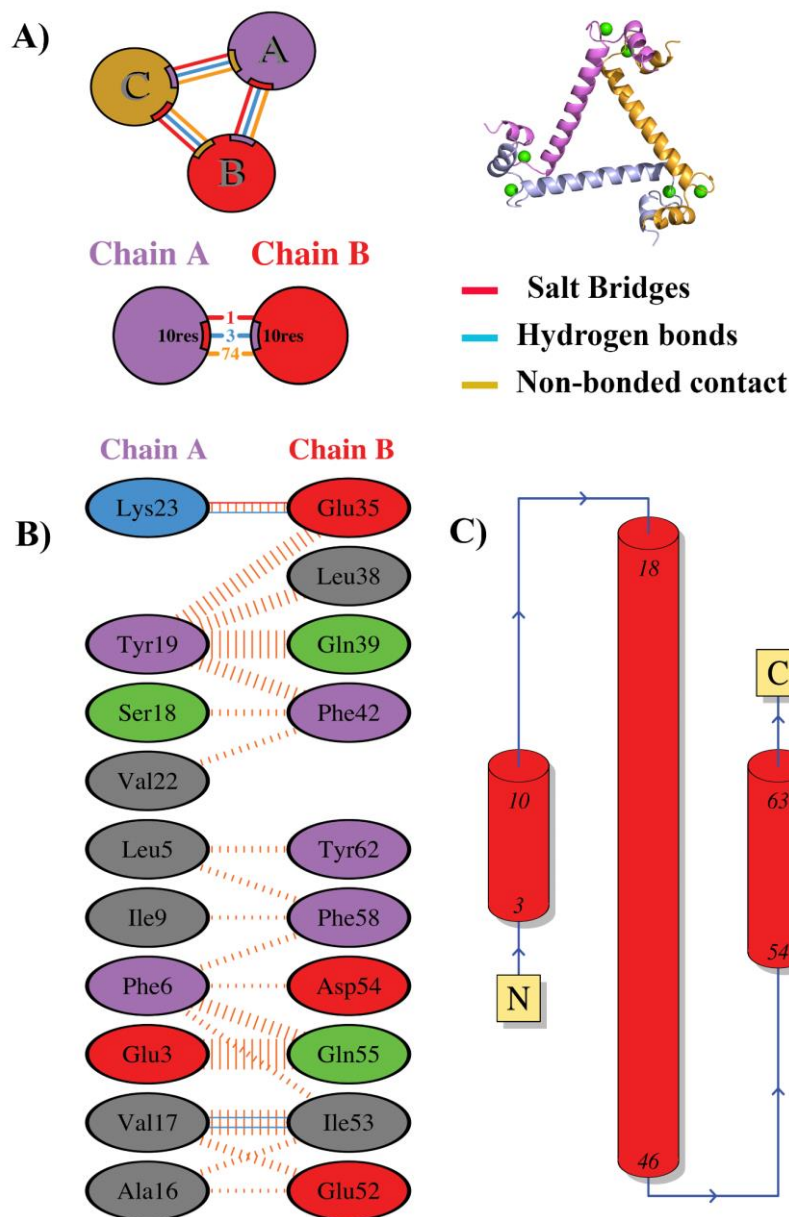 A)
A
C
B
Chain A Chain B
10res 1 10res
3
74
Salt Bridges
Hydrogen bonds
Non-bonded contact
Chain A Chain B
B)
Lys23 Glu35
Leu38
Tyr19 Gln39
Ser18 Phe42
Val22
Leu5 Tyr62
Ile9 Phe58
Phe6 Asp54
Glu3 Gln55
Val17 Ile53
Ala16 Glu52
C)
18
C
10 63
3
54
N
46